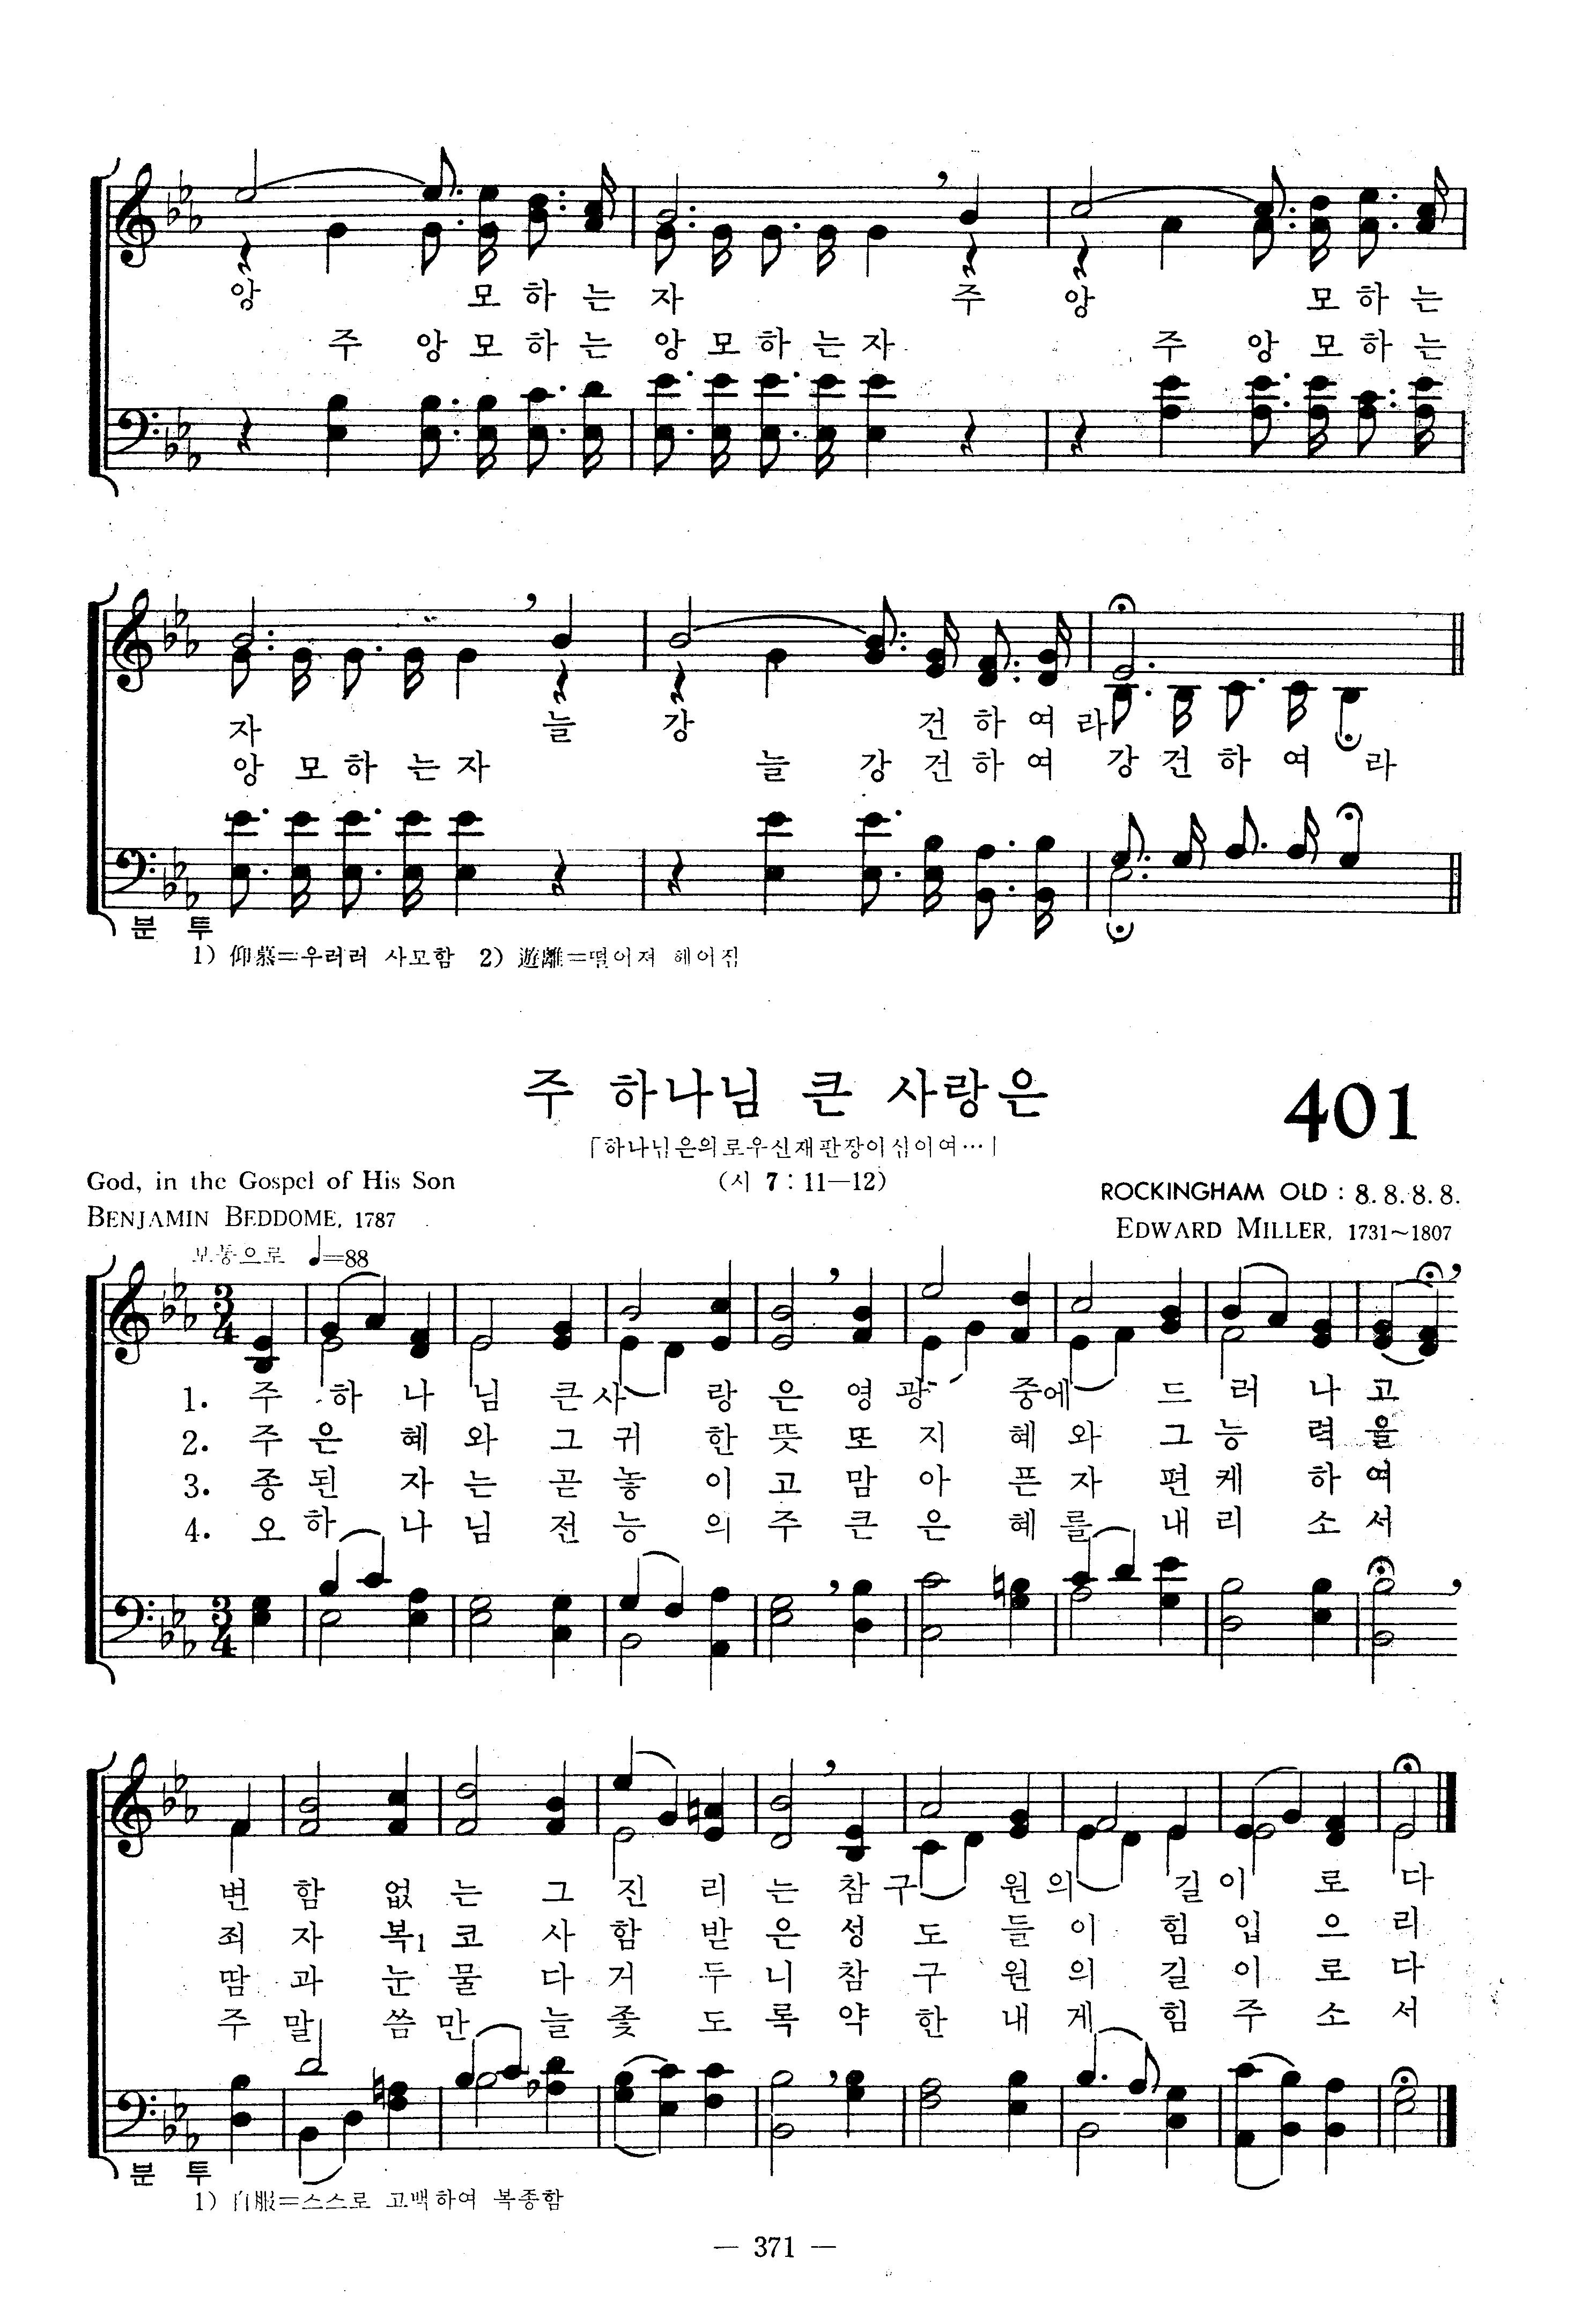 앙 모 하 는 자 주 앙 모 하 는
주 앙 모 하 는 앙 모 하 는 자 주 앙 모 하 는
자 늘 강 건 하 여 라
앙 모 하 는 자 늘 강 건 하 여 강 건 하 여 라
분 투
1) 仰慕=우러러 사모함 2) 遊離=떨어져 헤어짐
주 하나님 큰 사랑은 401
「하나님은의로우신재판장이심이여…」
God, in the Gospel of His Son (시 7:11—12) ROCKINGHAM OLD : 8. 8. 8. 8.
BENJAMIN BEDDOME, 1787 EDWARD MILLER, 1731~1807
보통으로 ♩=88
1. 주 하 나 님 큰 사 랑 은 영 광 중에 드 러 나 고
2. 주 은 혜 와 그 귀 한 뜻 또 지 혜 와 그 능 력 을
3. 종 된 자 는 곧 놓 이 고 맘 아 픈 자 편 케 하 여
4. 오 하 나 님 전 능 의 주 큰 은 혜 를 내 리 소 서
변 함 없 는 그 진 리 는 참 구 원 의 길 이 로 다
죄 자 복1 코 사 함 받 은 성 도 들 이 힘 입 으 리
땀 과 눈 물 다 거 두 니 참 구 원 의 길 이 로 다
주 말 씀 만 늘 좇 도 록 약 한 내 게 힘 주 소 서
분 투
1) 自服=스스로 고백하여 복종함
— 371 —